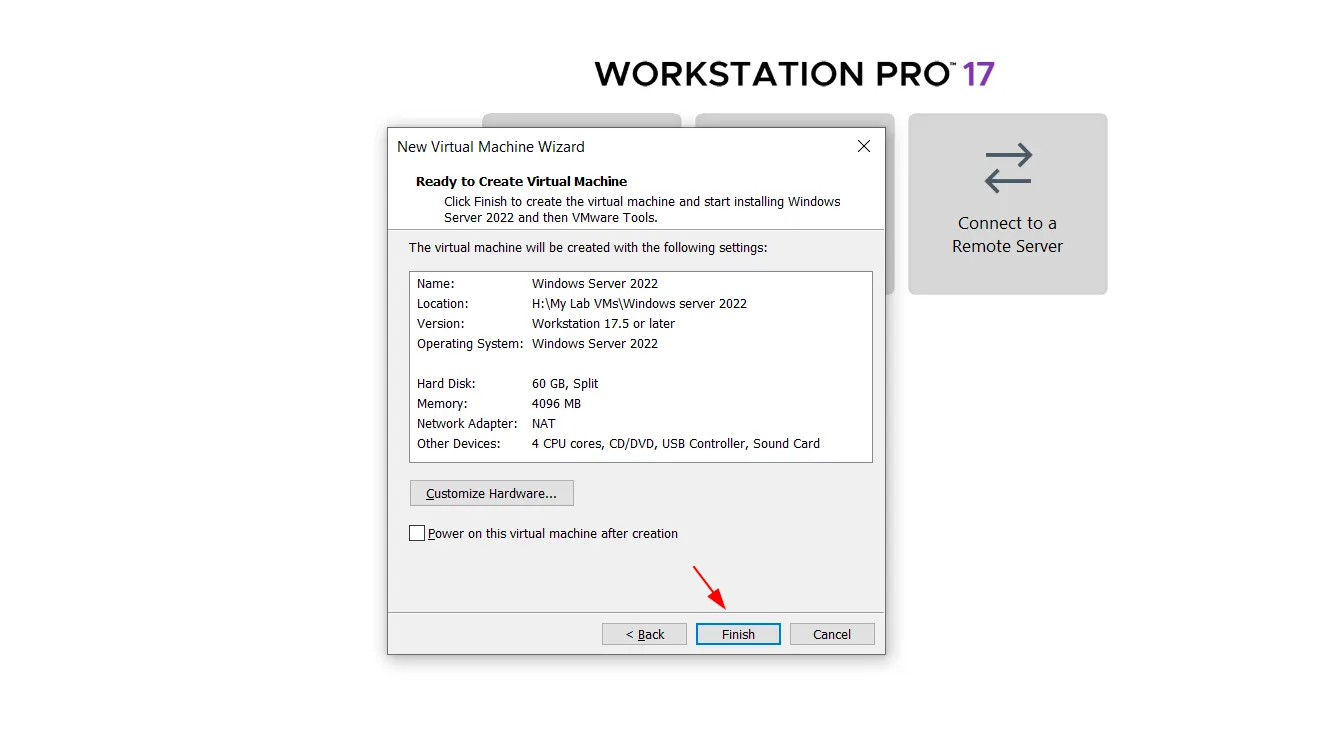 WORKSTATION PRO™ 17
New Virtual Machine Wizard
Ready to Create Virtual Machine
Click Finish to create the virtual machine and start installing Windows
Server 2022 and then VMware Tools.
The virtual machine will be created with the following settings:
Name: Windows Server 2022
Location: H:\My Lab VMs\Windows server 2022
Version: Workstation 17.5 or later
Operating System: Windows Server 2022
Hard Disk: 60 GB, Split
Memory: 4096 MB
Network Adapter: NAT
Other Devices: 4 CPU cores, CD/DVD, USB Controller, Sound Card
Customize Hardware...
Power on this virtual machine after creation
< Back Finish Cancel
Connect to a
Remote Server